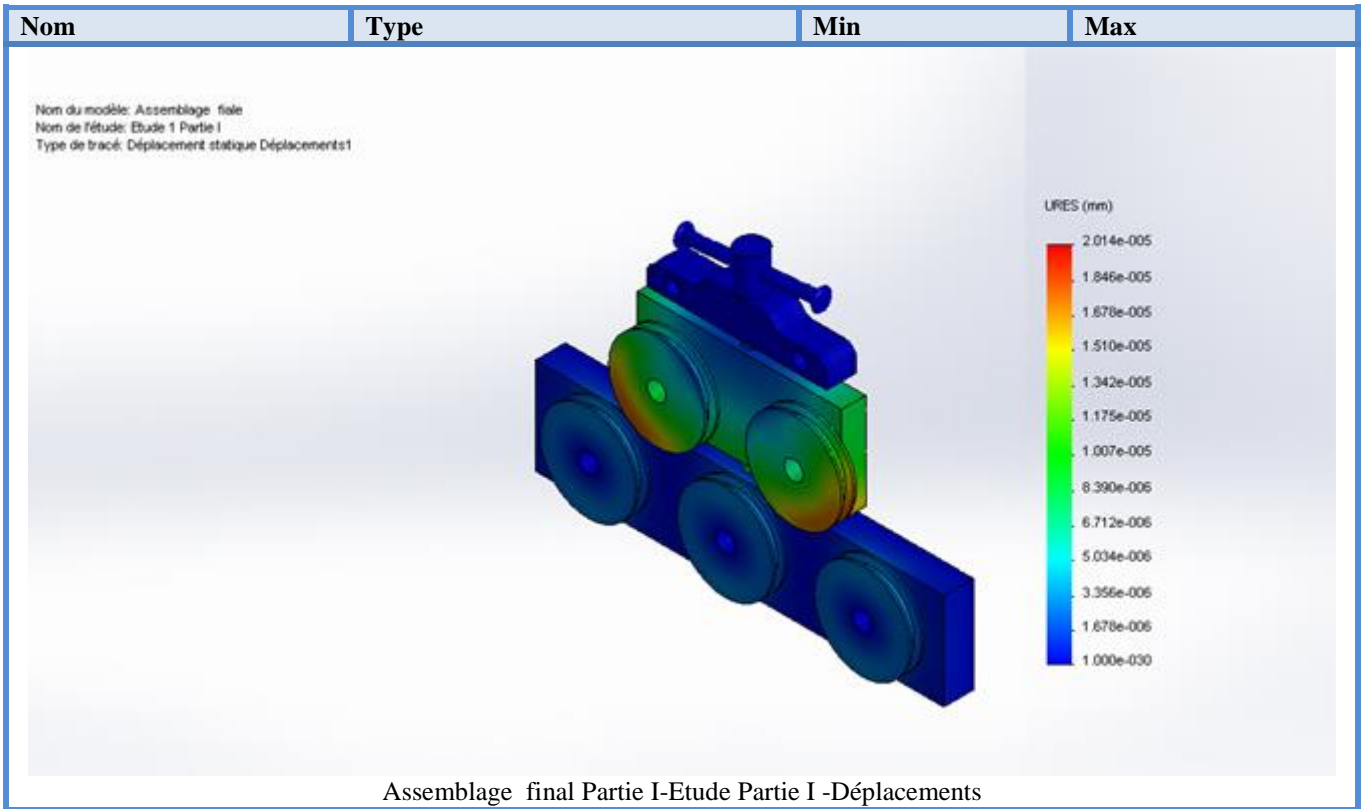 Nom Type Min Max
Nom du modèle: Assemblage fiale
Nom de l'étude: Etude 1 Partie I
Type de tracé: Déplacement statique Déplacements1
URES (mm)
2.014e-005
1.846e-005
1.678e-005
1.510e-005
1.342e-005
1.175e-005
1.007e-005
8.390e-006
6.712e-006
5.034e-006
3.356e-006
1.678e-006
1.000e-030
Assemblage final Partie I-Etude Partie I -Déplacements